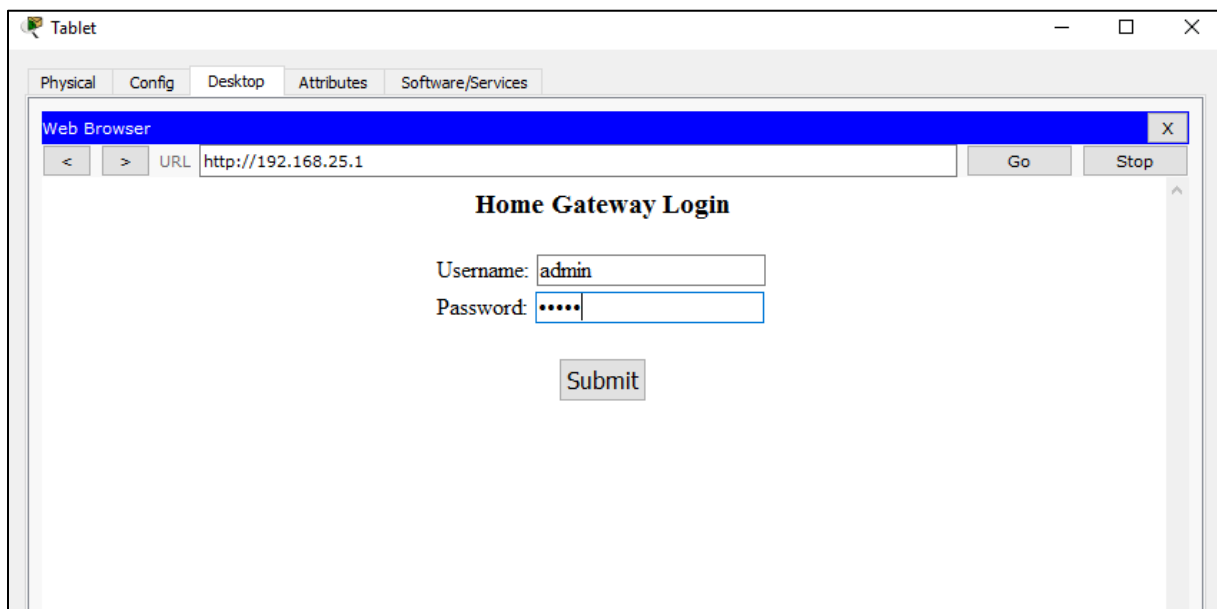 Tablet
Physical Config Desktop Attributes Software/Services
Web Browser X
< > URL http://192.168.25.1 Go Stop
Home Gateway Login
Username: admin
Password: •••••
Submit